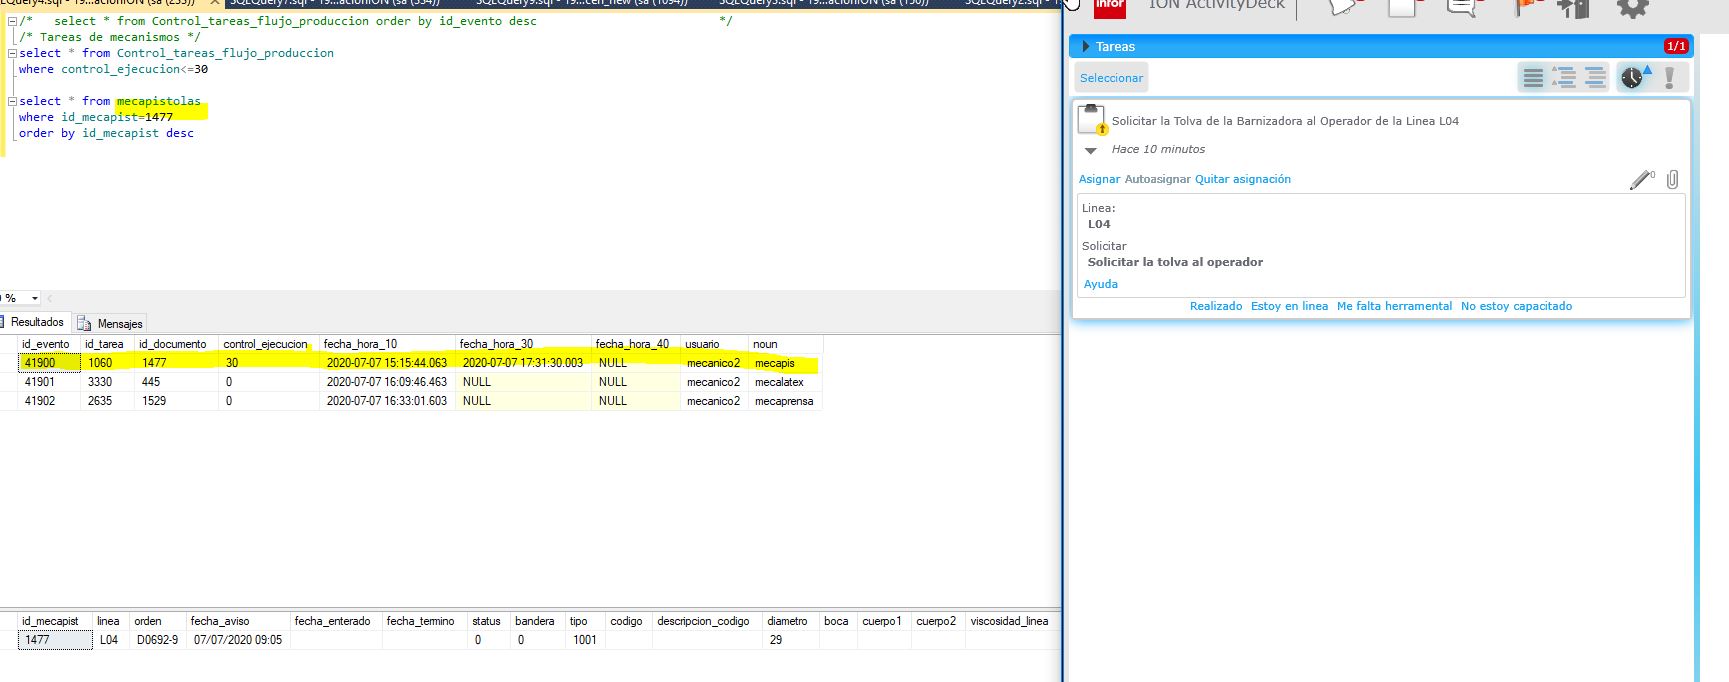 /*   select * from Control_tareas_flujo_produccion order by id_evento desc   */
/* Tareas de mecanismos */
select * from Control_tareas_flujo_produccion
where control_ejecucion<=30
select * from mecapistolas
where id_mecapist=1477
order by id_mecapist desc
%
Resultados Mensajes
id_evento id_tarea id_documento control_ejecucion fecha_hora_10 fecha_hora_30 fecha_hora_40 usuario noun
41900 1060 1477 30 2020-07-07 15:15:44.063 2020-07-07 17:31:30.003 NULL mecanico2 mecapis
41901 3330 445 0 2020-07-07 16:09:46.463 NULL NULL mecanico2 mecalatex
41902 2635 1529 0 2020-07-07 16:33:01.603 NULL NULL mecanico2 mecaprensa
id_mecapist linea orden fecha_aviso fecha_enterado fecha_termino status bandera tipo codigo descripcion_codigo diametro boca cuerpo1 cuerpo2 viscosidad_linea
1477 L04 D0692-9 07/07/2020 09:05 0 0 1001 29
infor ION ActivityDeck
Tareas 1/1
Seleccionar
Solicitar la Tolva de la Barnizadora al Operador de la Linea L04
Hace 10 minutos
Asignar Autoasignar Quitar asignación 0
Linea:
L04
Solicitar
Solicitar la tolva al operador
Ayuda
Realizado Estoy en linea Me falta herramental No estoy capacitado